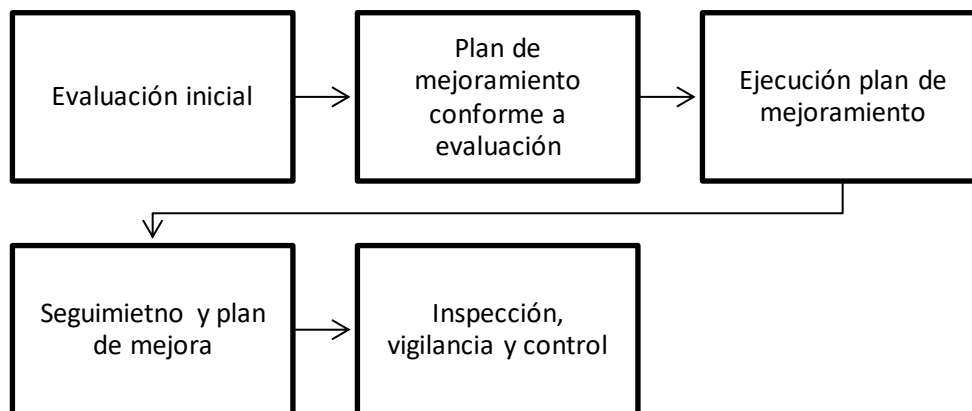 Evaluación inicial
Plan de
mejoramiento
conforme a
evaluación
Ejecución plan de
mejoramiento
Seguimietno y plan
de mejora
Inspección,
vigilancia y control